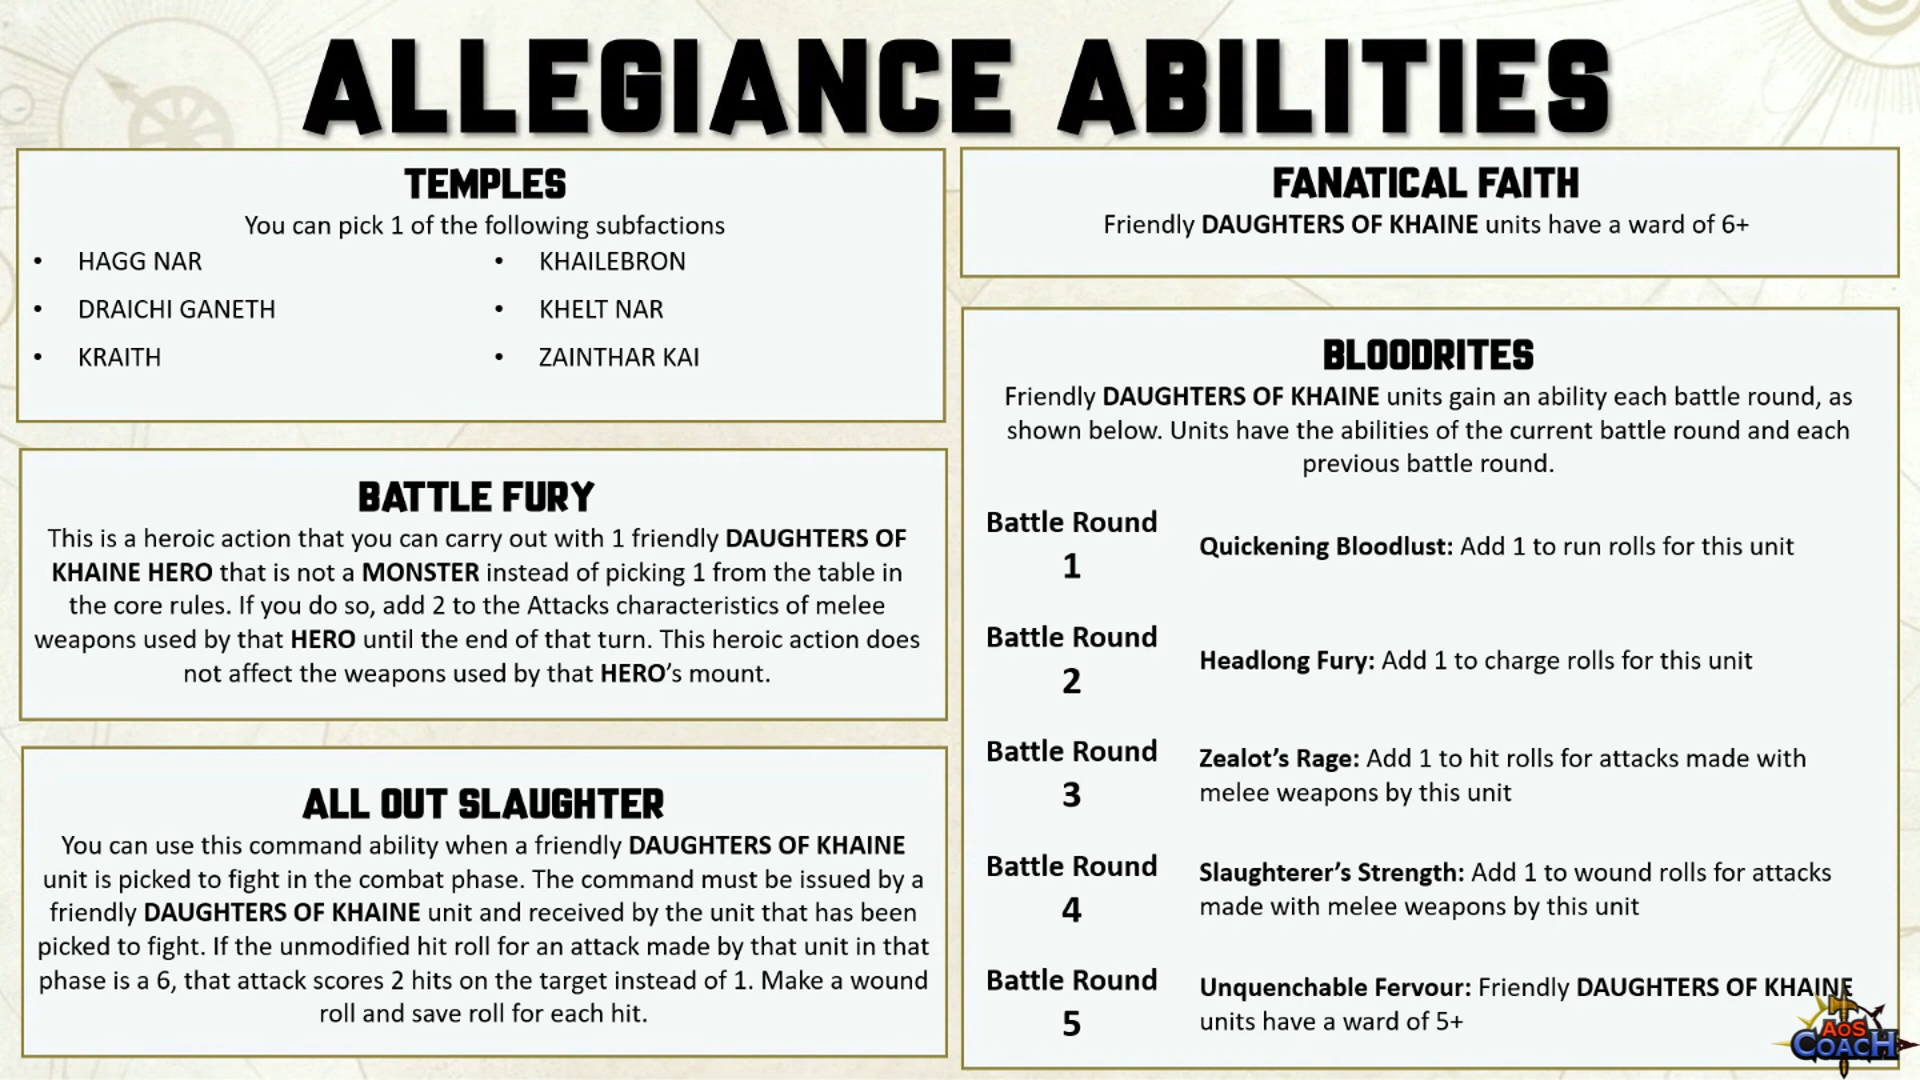 ALLEGIANCE ABILITIES
TEMPLES
You can pick 1 of the following subfactions
• HAGG NAR
• DRAICHI GANETH
• KRAITH
• KHAILEBRON
• KHELT NAR
• ZAINTHAR KAI
BATTLE FURY
This is a heroic action that you can carry out with 1 friendly DAUGHTERS OF
KHAINE HERO that is not a MONSTER instead of picking 1 from the table in
the core rules. If you do so, add 2 to the Attacks characteristics of melee
weapons used by that HERO until the end of that turn. This heroic action does
not affect the weapons used by that HERO’s mount.
ALL OUT SLAUGHTER
You can use this command ability when a friendly DAUGHTERS OF KHAINE
unit is picked to fight in the combat phase. The command must be issued by a
friendly DAUGHTERS OF KHAINE unit and received by the unit that has been
picked to fight. If the unmodified hit roll for an attack made by that unit in that
phase is a 6, that attack scores 2 hits on the target instead of 1. Make a wound
roll and save roll for each hit.
FANATICAL FAITH
Friendly DAUGHTERS OF KHAINE units have a ward of 6+
BLOODRITES
Friendly DAUGHTERS OF KHAINE units gain an ability each battle round, as
shown below. Units have the abilities of the current battle round and each
previous battle round.
Battle Round
1
Quickening Bloodlust: Add 1 to run rolls for this unit
Battle Round
2
Headlong Fury: Add 1 to charge rolls for this unit
Battle Round
3
Zealot’s Rage: Add 1 to hit rolls for attacks made with
melee weapons by this unit
Battle Round
4
Slaughterer’s Strength: Add 1 to wound rolls for attacks
made with melee weapons by this unit
Battle Round
5
Unquenchable Fervour: Friendly DAUGHTERS OF KHAINE
units have a ward of 5+
AoS
COACH